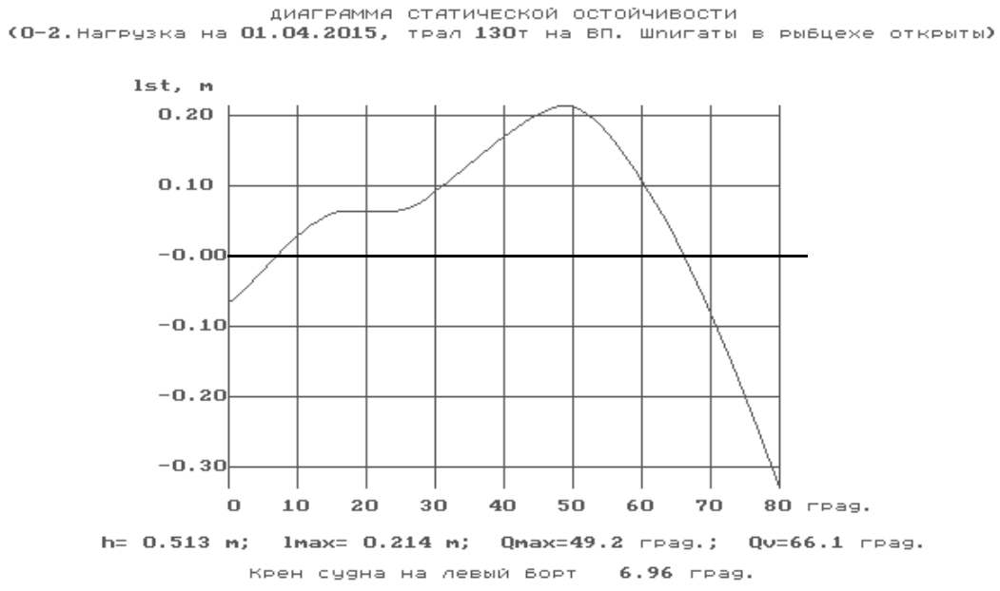 ДИАГРАММА СТАТИЧЕСКОЙ ОСТОЙЧИВОСТИ
(О-2.Нагрузка на 01.04.2015, трал 130т на ВП. Шпигаты в рыбцехе открыты)
lst, м
0.20
0.10
-0.00
-0.10
-0.20
-0.30
0 10 20 30 40 50 60 70 80 град.
h= 0.513 м; lmax= 0.214 м; Qmax=49.2 град.; Qv=66.1 град.
Крен судна на левый борт 6.96 град.